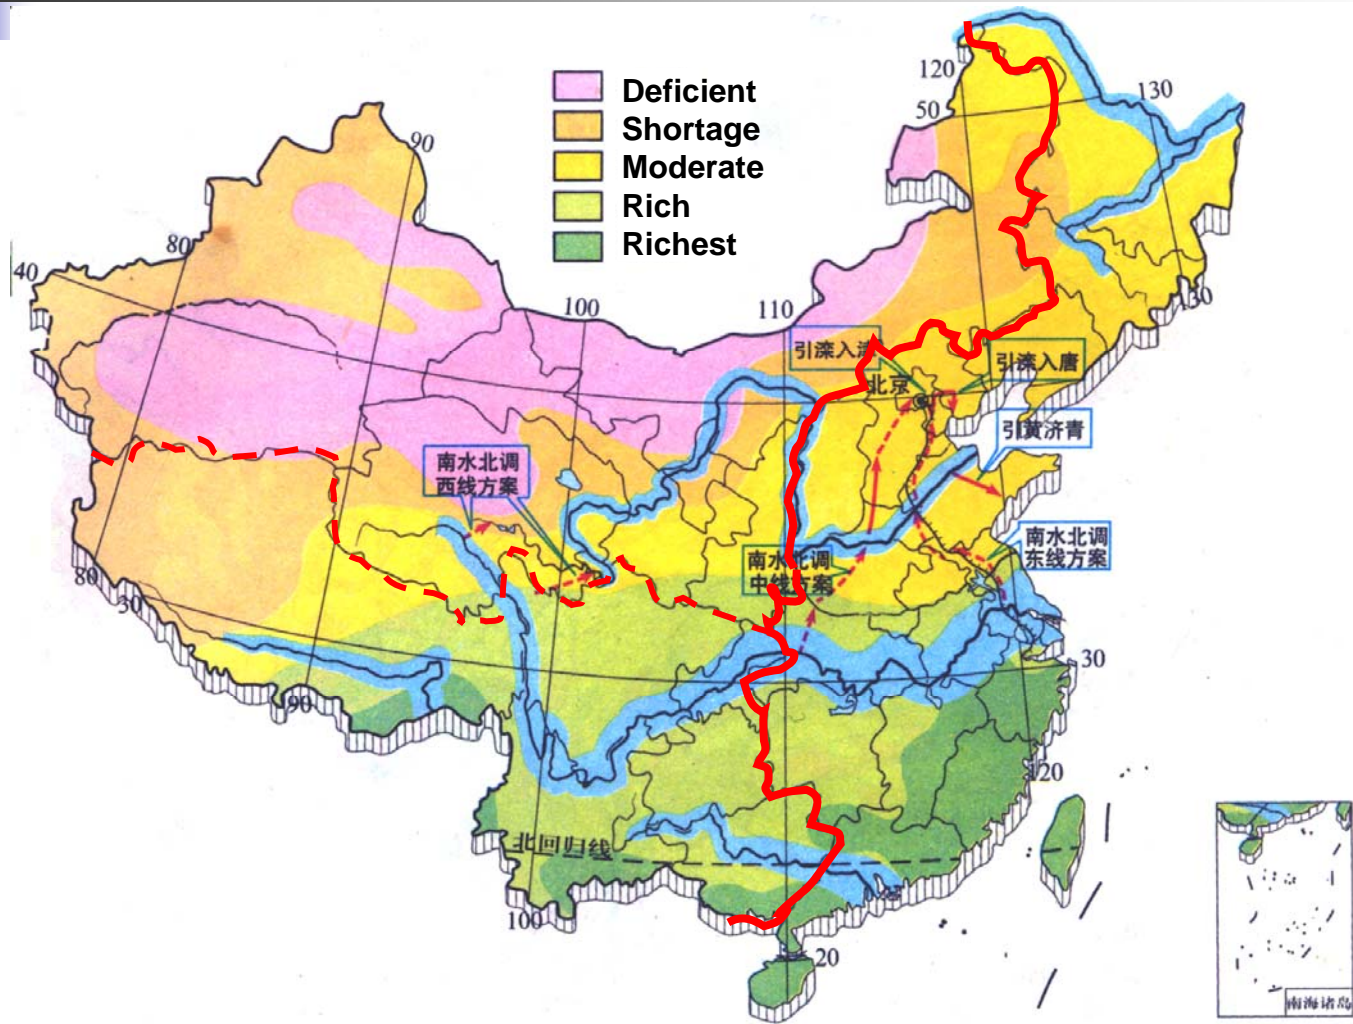 Deficient
Shortage
Moderate
Rich
Richest
120
50
130
90
80
40
100
110
130
引滦入津
引滦入唐
北京
引黄济青
南水北调
西线方案
南水北调
东线方案
南水北调
中线方案
80
30
90
30
120
北回归线
100
20
南海诸岛